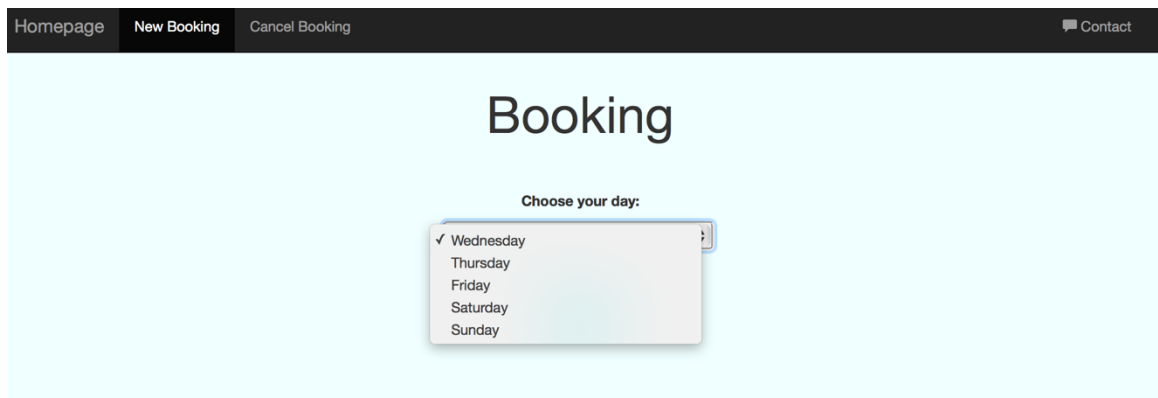 Homepage New Booking Cancel Booking Contact
Booking
Choose your day:
✓ Wednesday
Thursday
Friday
Saturday
Sunday